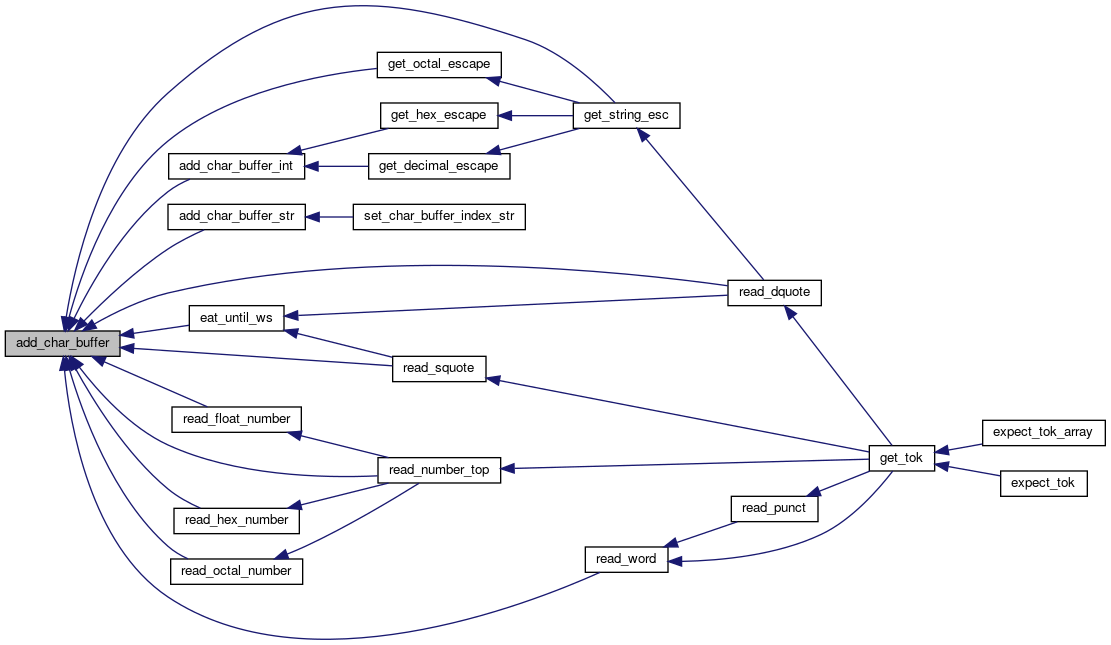 get_octal_escape
get_hex_escape
get_string_esc
add_char_buffer_int
get_decimal_escape
add_char_buffer_str
set_char_buffer_index_str
read_dquote
eat_until_ws
add_char_buffer
read_squote
read_float_number
expect_tok_array
get_tok
read_number_top
expect_tok
read_punct
read_hex_number
read_word
read_octal_number